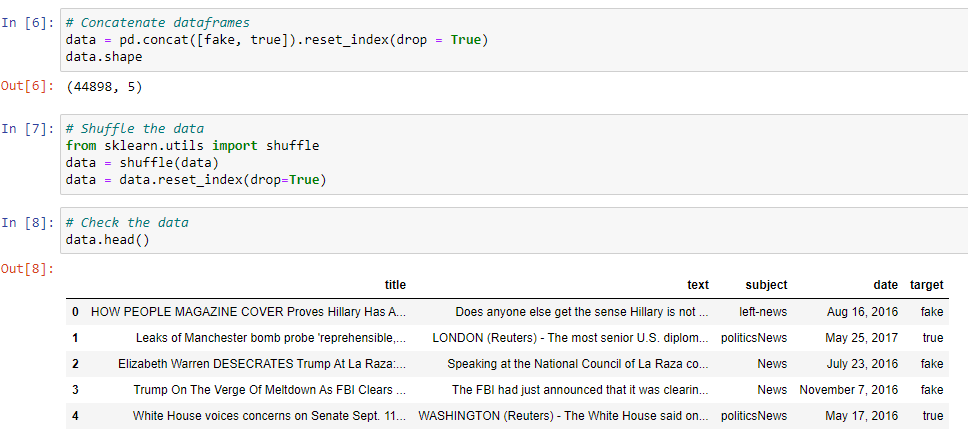 In [6]: # Concatenate dataframes
data = pd.concat([fake, true]).reset_index(drop = True)
data.shape
Out[6]: (44898, 5)
In [7]: # Shuffle the data
from sklearn.utils import shuffle
data = shuffle(data)
data = data.reset_index(drop=True)
In [8]: # Check the data
data.head()
Out[8]:
title text subject date target
0 HOW PEOPLE MAGAZINE COVER Proves Hillary Has A... Does anyone else get the sense Hillary is not ... left-news Aug 16, 2016 fake
1 Leaks of Manchester bomb probe 'reprehensible,... LONDON (Reuters) - The most senior U.S. diplom... politicsNews May 25, 2017 true
2 Elizabeth Warren DESECRATES Trump At La Raza:... Speaking at the National Council of La Raza co... News July 23, 2016 fake
3 Trump On The Verge Of Meltdown As FBI Clears ... The FBI had just announced that it was clearin... News November 7, 2016 fake
4 White House voices concerns on Senate Sept. 11... WASHINGTON (Reuters) - The White House said on... politicsNews May 17, 2016 true